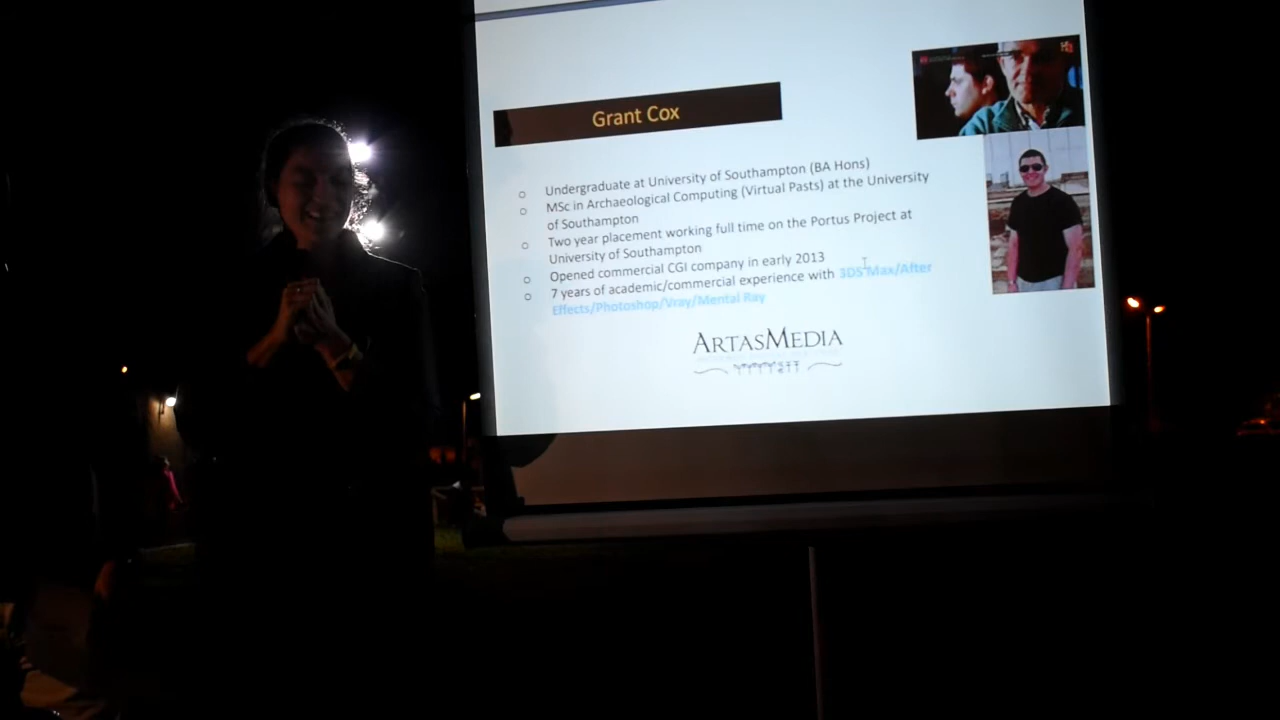 Grant Cox
Undergraduate at University of Southampton (BA Hons)
MSc in Archaeological Computing (Virtual Pasts) at the University
of Southampton
Two year placement working full time on the Portus Project at
University of Southampton
Opened commercial CGI company in early 2013
7 years of academic/commercial experience with 3DS Max/After
Effects/Photoshop/Vray/Mental Ray
ARTASMEDIA